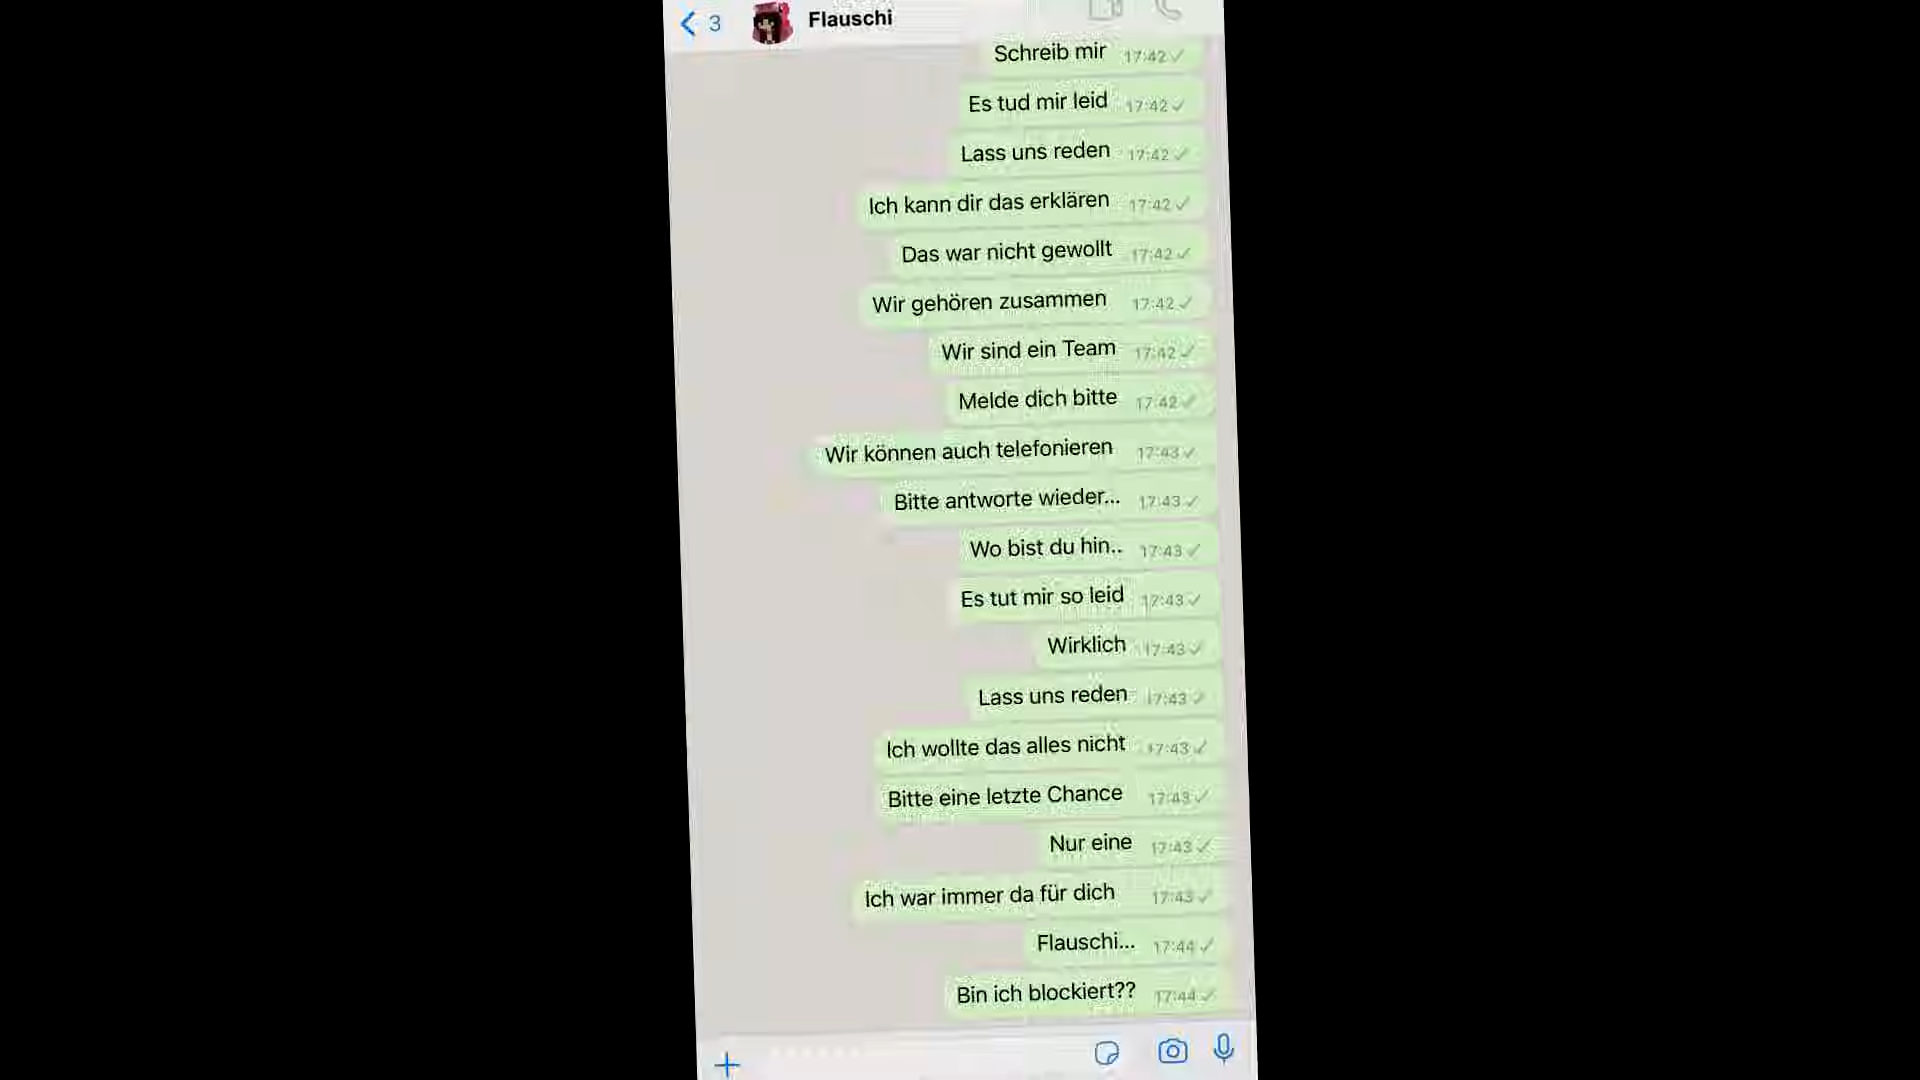 3 Flauschi
Schreib mir 17:42
Es tud mir leid 17:42
Lass uns reden 17:42
Ich kann dir das erklären 17:42
Das war nicht gewollt 17:42
Wir gehören zusammen 17:42
Wir sind ein Team 17:42
Melde dich bitte 17:42
Wir können auch telefonieren 17:43
Bitte antworte wieder... 17:43
Wo bist du hin.. 17:43
Es tut mir so leid 17:43
Wirklich 17:43
Lass uns reden 17:43
Ich wollte das alles nicht 17:43
Bitte eine letzte Chance 17:43
Nur eine 17:43
Ich war immer da für dich 17:43
Flauschi... 17:44
Bin ich blockiert?? 17:44